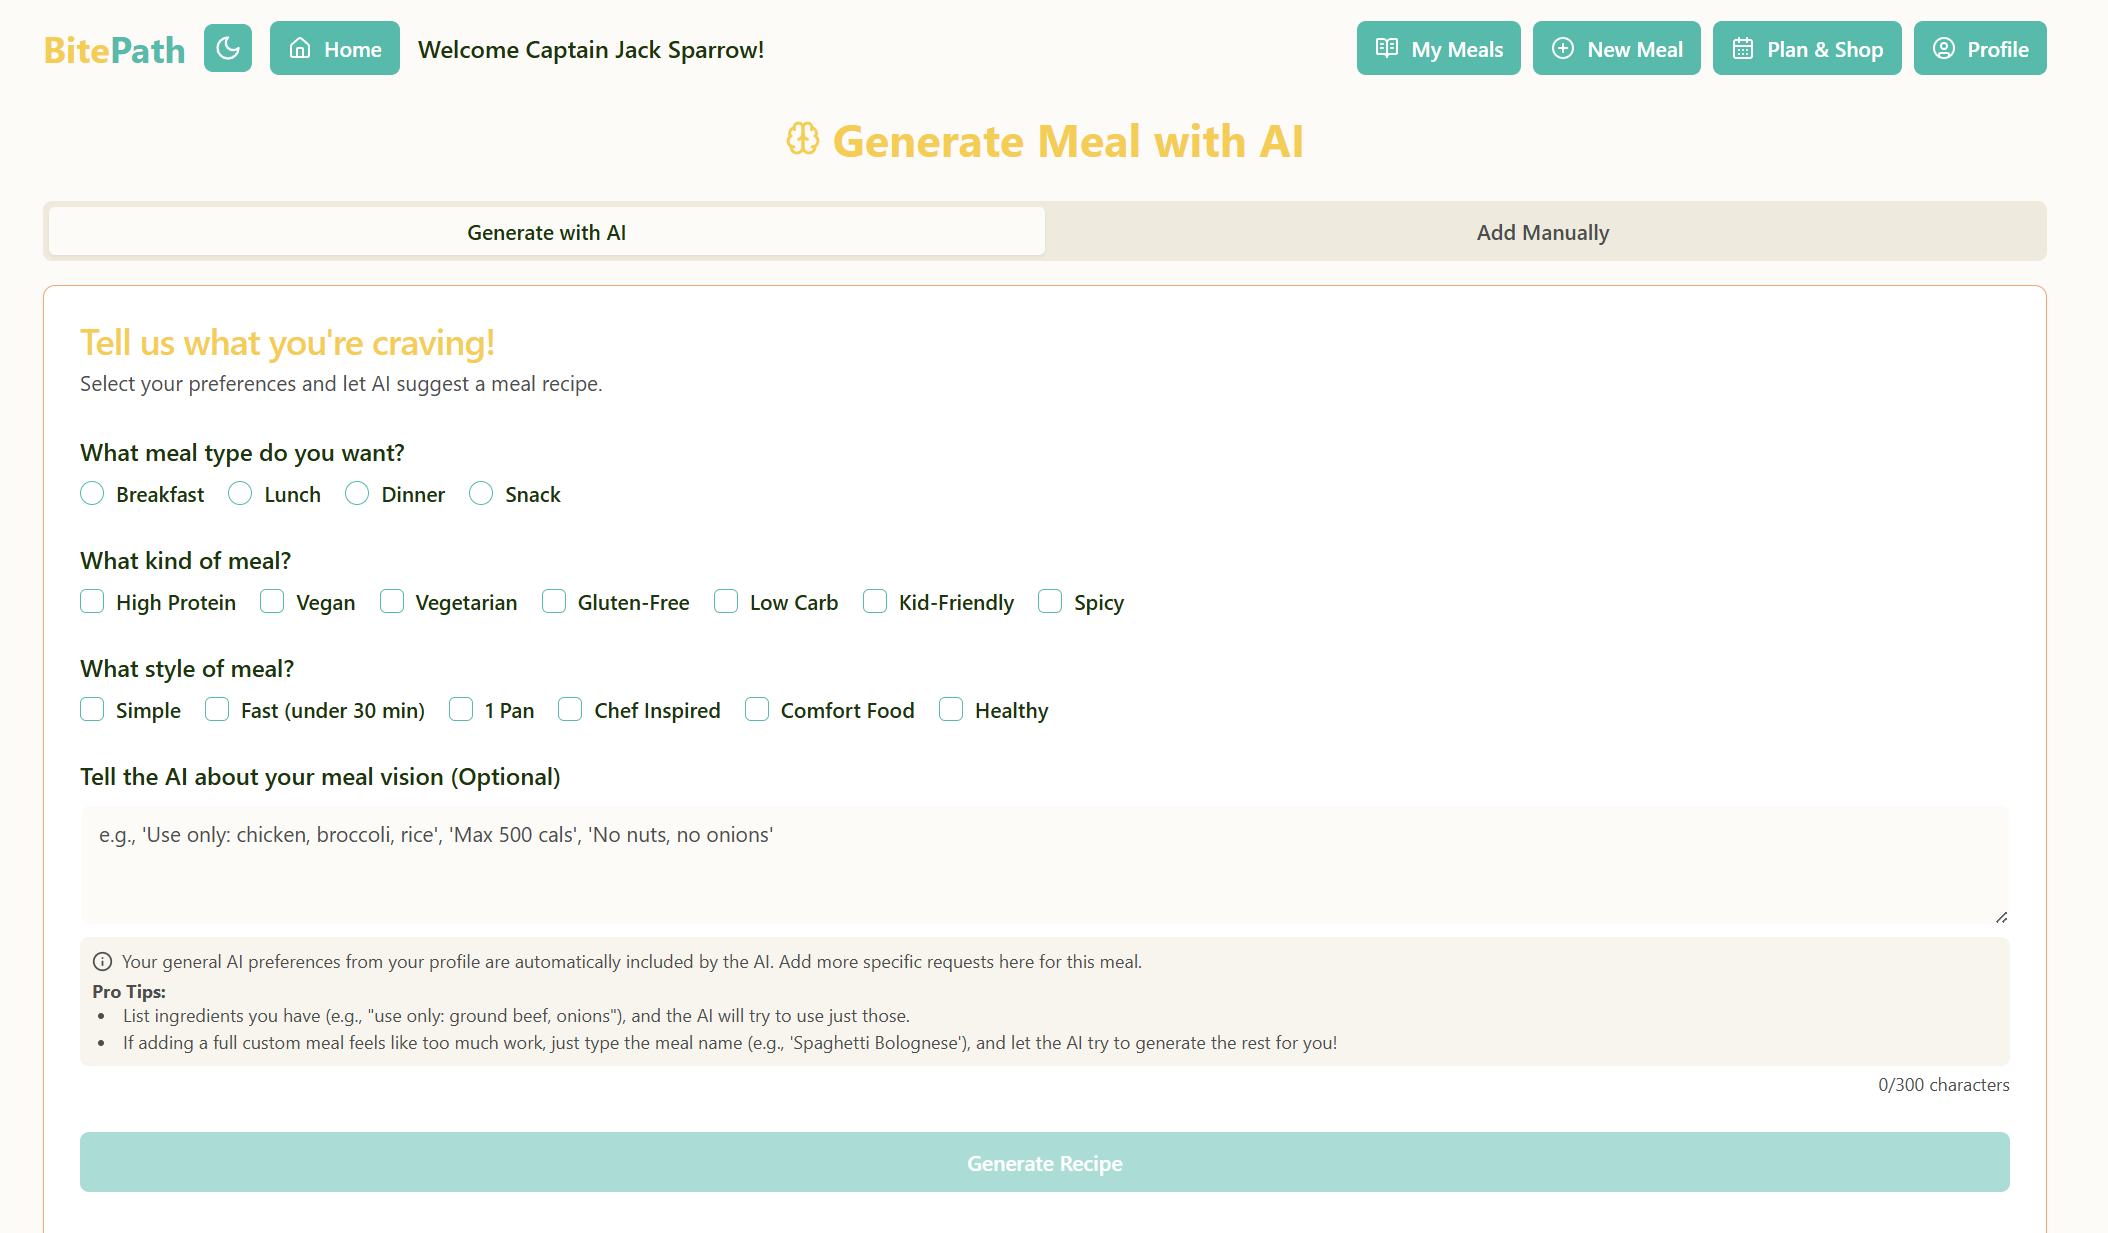 BitePath Home Welcome Captain Jack Sparrow! My Meals New Meal Plan & Shop Profile
Generate Meal with AI
Generate with AI Add Manually
Tell us what you're craving!
Select your preferences and let AI suggest a meal recipe.
What meal type do you want?
Breakfast Lunch Dinner Snack
What kind of meal?
High Protein Vegan Vegetarian Gluten-Free Low Carb Kid-Friendly Spicy
What style of meal?
Simple Fast (under 30 min) 1 Pan Chef Inspired Comfort Food Healthy
Tell the AI about your meal vision (Optional)
e.g., 'Use only: chicken, broccoli, rice', 'Max 500 cals', 'No nuts, no onions'
Your general AI preferences from your profile are automatically included by the AI. Add more specific requests here for this meal.
Pro Tips:
• List ingredients you have (e.g., "use only: ground beef, onions"), and the AI will try to use just those.
• If adding a full custom meal feels like too much work, just type the meal name (e.g., 'Spaghetti Bolognese'), and let the AI try to generate the rest for you!
0/300 characters
Generate Recipe